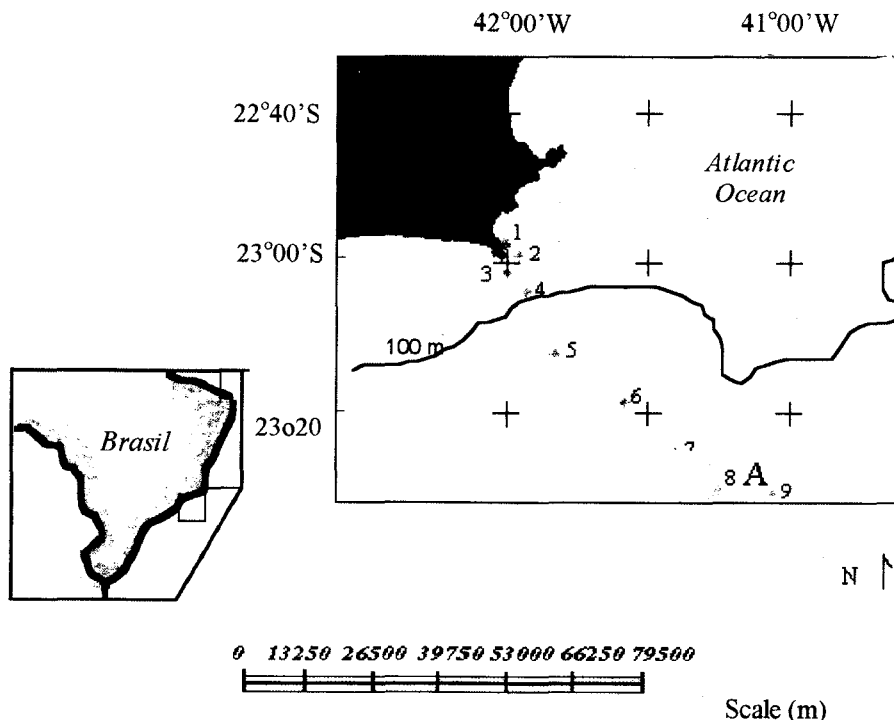 42°00'W 41°00'W
22°40'S
Atlantic
Ocean
1
23°00'S
2
3
4
100 m
5
6
23o20
Brasil
7
8 A 9
N
0 13250 26500 39750 53000 66250 79500
Scale (m)